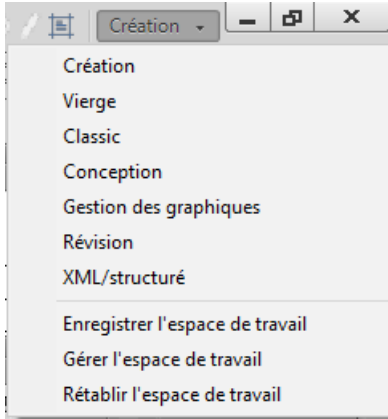 Création
Création
Vierge
Classic
Conception
Gestion des graphiques
Révision
XML/structuré
Enregistrer l'espace de travail
Gérer l'espace de travail
Rétablir l'espace de travail